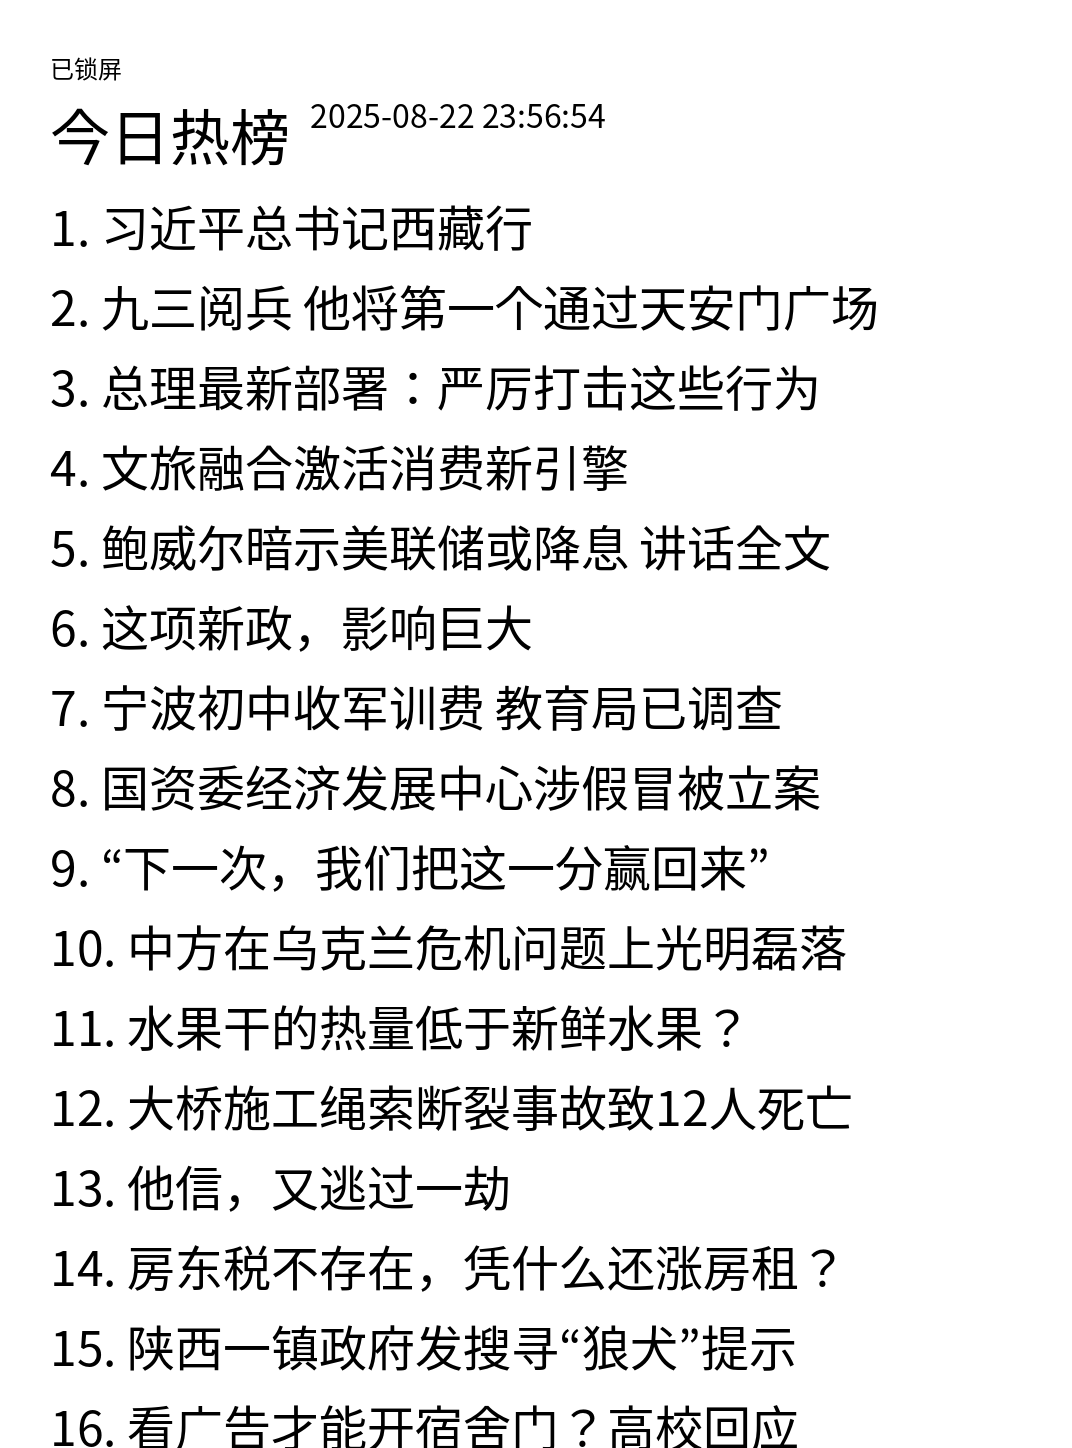 已锁屏
今日热榜 2025-08-22 23:56:54
1. 习近平总书记西藏行
2. 九三阅兵 他将第一个通过天安门广场
3. 总理最新部署：严厉打击这些行为
4. 文旅融合激活消费新引擎
5. 鲍威尔暗示美联储或降息 讲话全文
6. 这项新政，影响巨大
7. 宁波初中收军训费 教育局已调查
8. 国资委经济发展中心涉假冒被立案
9. “下一次，我们把这一分赢回来”
10. 中方在乌克兰危机问题上光明磊落
11. 水果干的热量低于新鲜水果？
12. 大桥施工绳索断裂事故致12人死亡
13. 他信，又逃过一劫
14. 房东税不存在，凭什么还涨房租？
15. 陕西一镇政府发搜寻“狼犬”提示
16. 看广告才能开宿舍门？高校回应